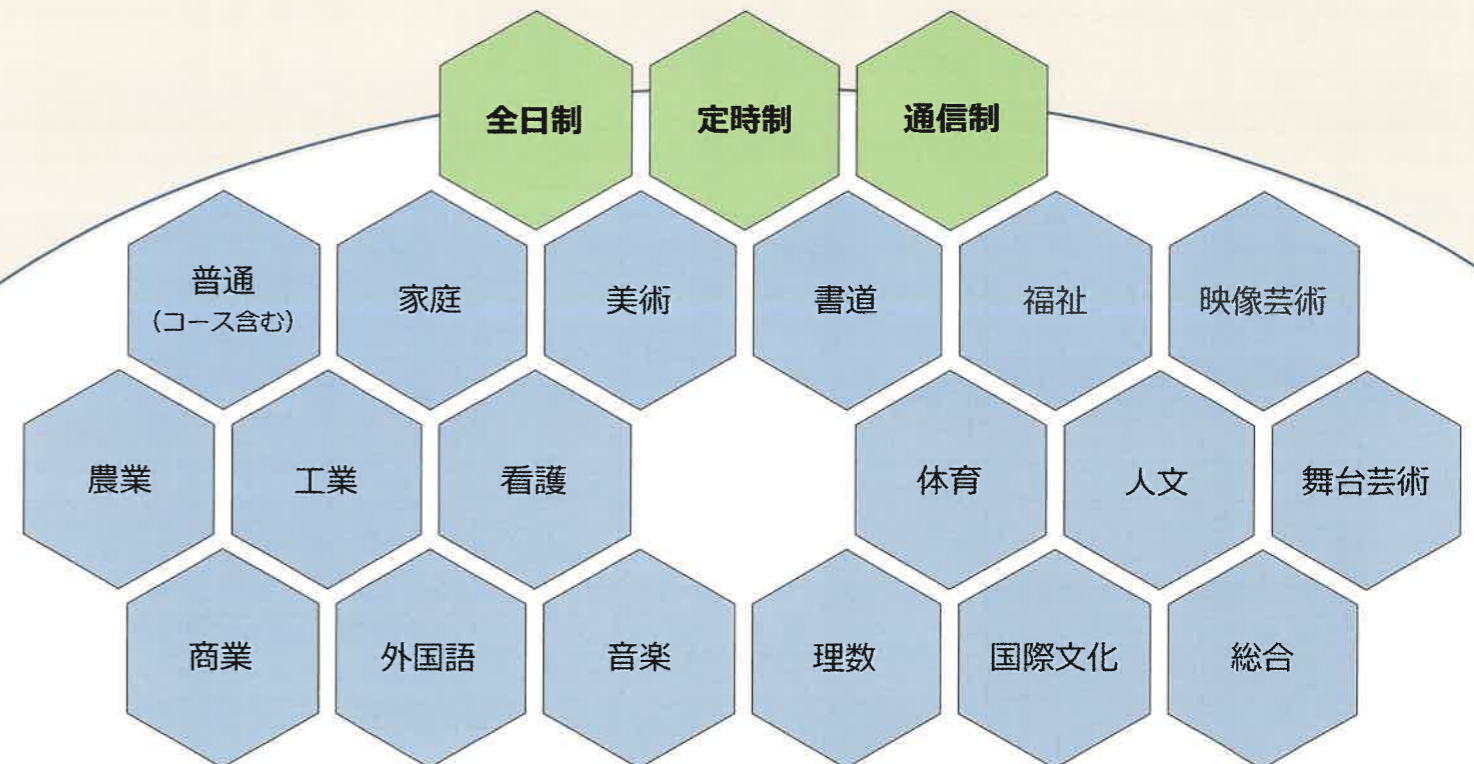 全日制
定時制
通信制
普通
（コース含む）
家庭
美術
書道
福祉
映像芸術
農業
工業
看護
体育
人文
舞台芸術
商業
外国語
音楽
理数
国際文化
総合